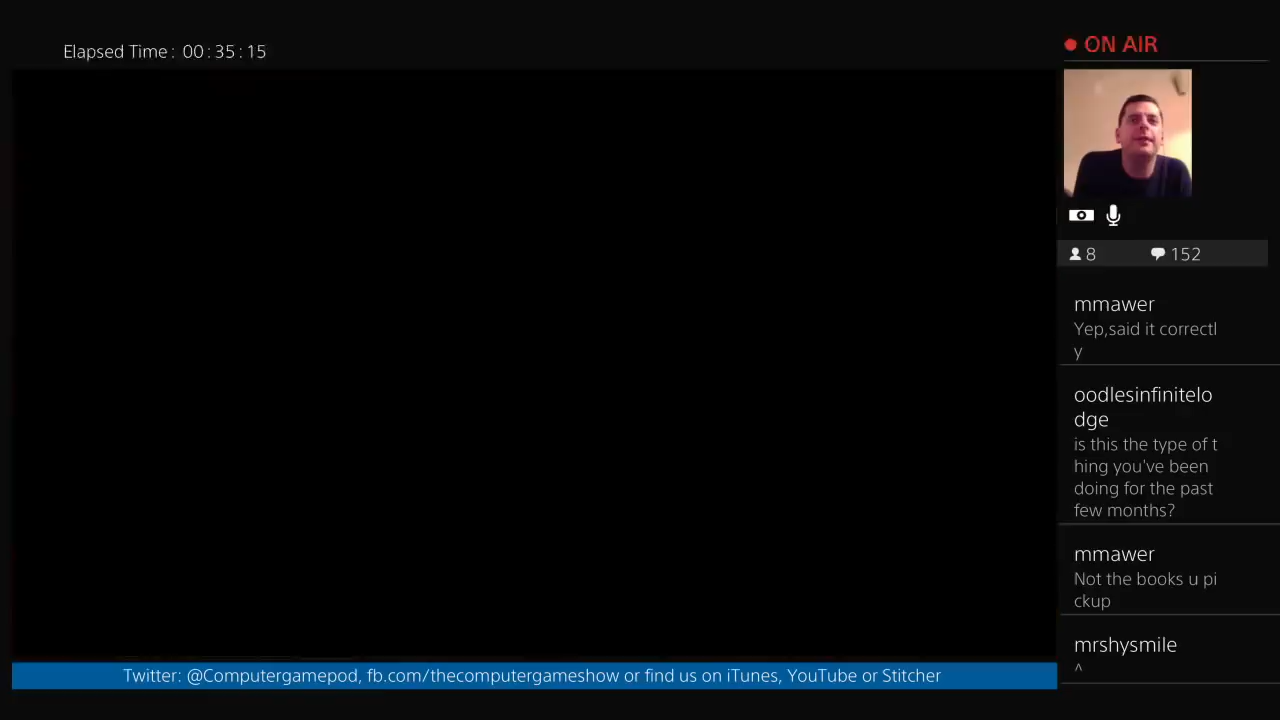 Elapsed Time: 00:35:15
ON AIR
8
152
mmawer
Yep,said it correctl
y
oodlesinfinitelo
dge
is this the type of t
hing you've been
doing for the past
few months?
mmawer
Not the books u pi
ckup
mrshysmile
^
Twitter: @Computergamepod, fb.com/thecomputergameshow or find us on iTunes, YouTube or Stitcher